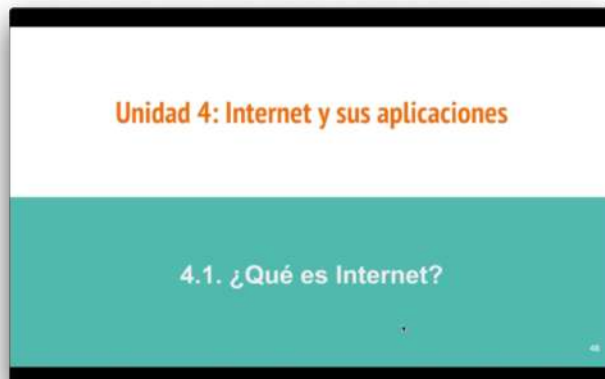 Unidad 4: Internet y sus aplicaciones
4.1. ¿Qué es Internet?